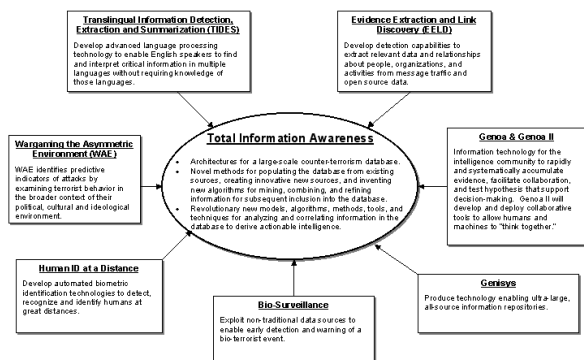 Translingual Information Detection,
Extraction and Summarization (TIDES)
Develop advanced language processing
technology to enable English speakers to find
and interpret critical information in
multiple languages without requiring knowledge of
those languages.
Evidence Extraction and Link
Discovery (EELD)
Develop detection capabilities to
extract relevant data and relationships
about people, organizations, and
activities from message traffic and
open source data.
Wargaming the Asymmetric
Environment (WAE)
WAE identifies predictive
indicators of attacks by
examining terrorist behavior in
the broader context of their
political, cultural and ideological
environment.
Total Information Awareness
• Architectures for a large-scale counter-terrorism database.
• Novel methods for populating the database from existing
sources, creating innovative new sources, and inventing
new algorithms for mining, combining, and refining
information for subsequent inclusion into the database.
• Revolutionary new models, algorithms, methods, tools, and
techniques for analyzing and correlating information in the
database to derive actionable intelligence.
Genoa & Genoa II
Information technology for the
intelligence community to rapidly
and systematically accumulate
evidence, facilitate collaboration,
and test hypothesis that support
decision-making. Genoa II will
develop and deploy collaborative
tools to allow humans and
machines to "think together."
Human ID at a Distance
Develop automated biometric
identification technologies to detect,
recognize and identify humans at
great distances.
Bio-Surveillance
Exploit non-traditional data sources to
enable early detection and warning of
a bio-terrorist event.
Genisys
Produce technology enabling ultra-large,
all-source information repositories.